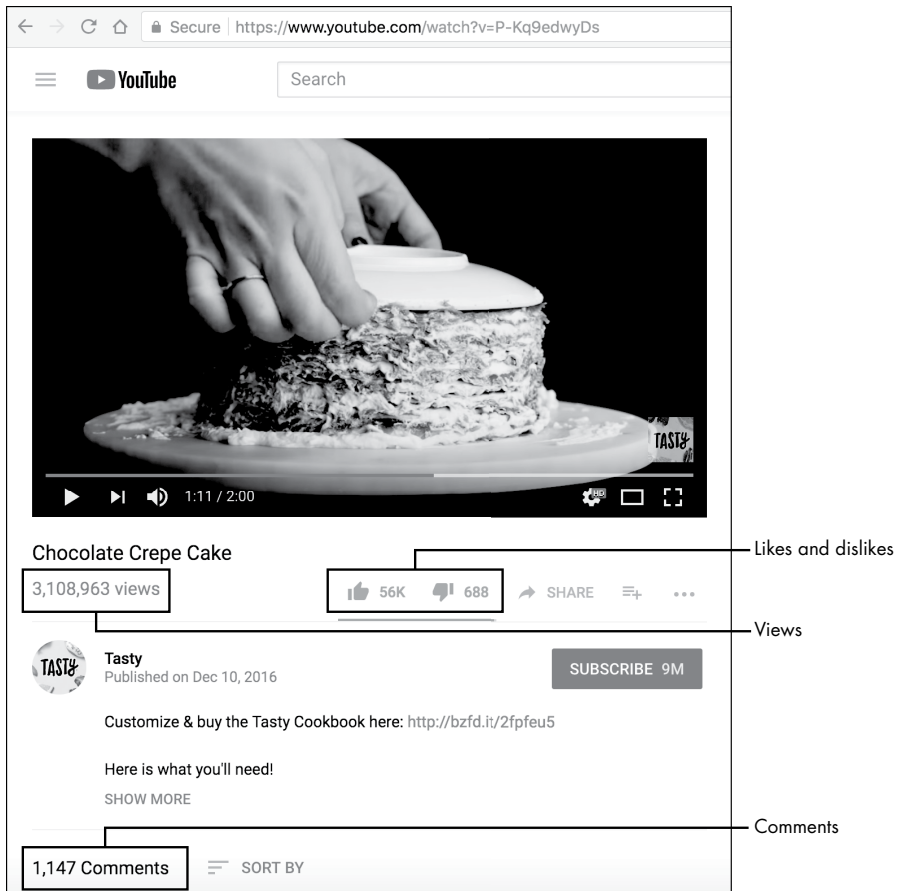 Secure https://www.youtube.com/watch?v=P-Kq9edwyDs
YouTube Search
TASTY
1:11 / 2:00 HD
Chocolate Crepe Cake
Likes and dislikes
3,108,963 views 56K 688 SHARE
Views
TASTY
Tasty
Published on Dec 10, 2016
SUBSCRIBE 9M
Customize & buy the Tasty Cookbook here: http://bzfd.it/2fpfeu5
Here is what you'll need!
SHOW MORE
Comments
1,147 Comments SORT BY